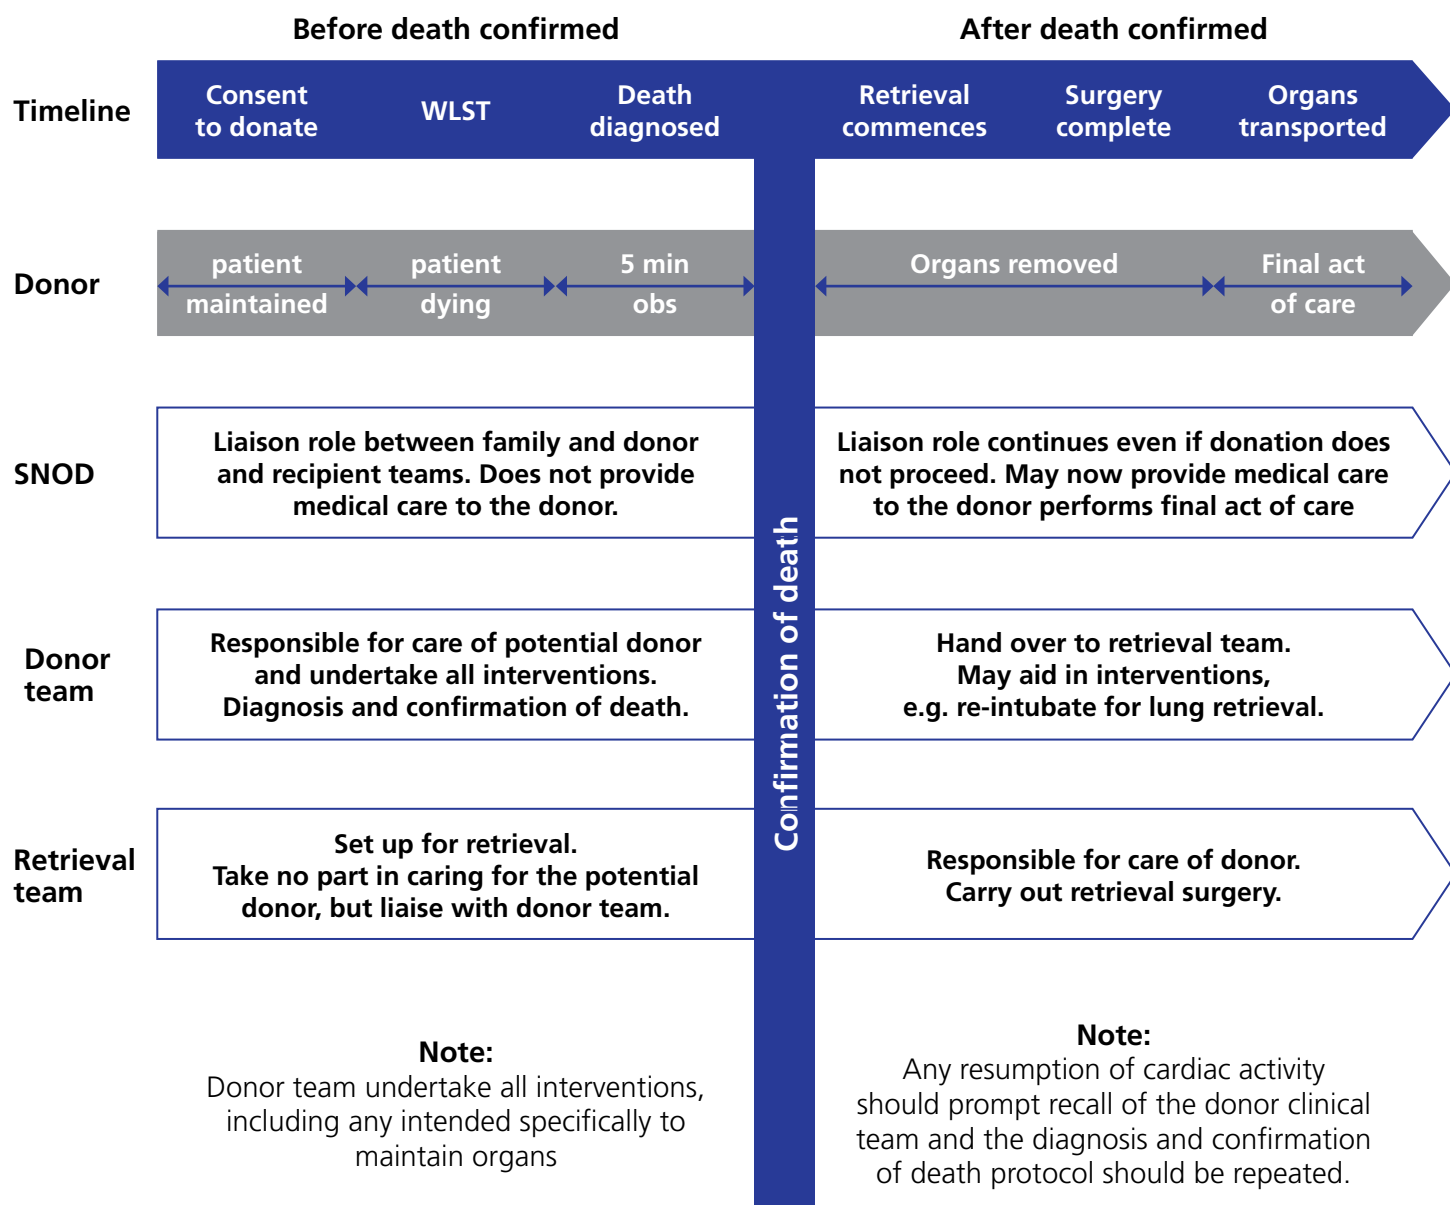 Before death confirmed
After death confirmed
Timeline
Consent
to donate
WLST
Death
diagnosed
Retrieval
commences
Surgery
complete
Organs
transported
Donor
patient
maintained
patient
dying
5 min
obs
Organs removed
Final act
of care
SNOD
Liaison role between family and donor
and recipient teams. Does not provide
medical care to the donor.
Liaison role continues even if donation does
not proceed. May now provide medical care
to the donor performs final act of care
Donor
team
Responsible for care of potential donor
and undertake all interventions.
Diagnosis and confirmation of death.
Hand over to retrieval team.
May aid in interventions,
e.g. re-intubate for lung retrieval.
Confirmation of death
Retrieval
team
Set up for retrieval.
Take no part in caring for the potential
donor, but liaise with donor team.
Responsible for care of donor.
Carry out retrieval surgery.
Note:
Donor team undertake all interventions,
including any intended specifically to
maintain organs
Note:
Any resumption of cardiac activity
should prompt recall of the donor clinical
team and the diagnosis and confirmation
of death protocol should be repeated.